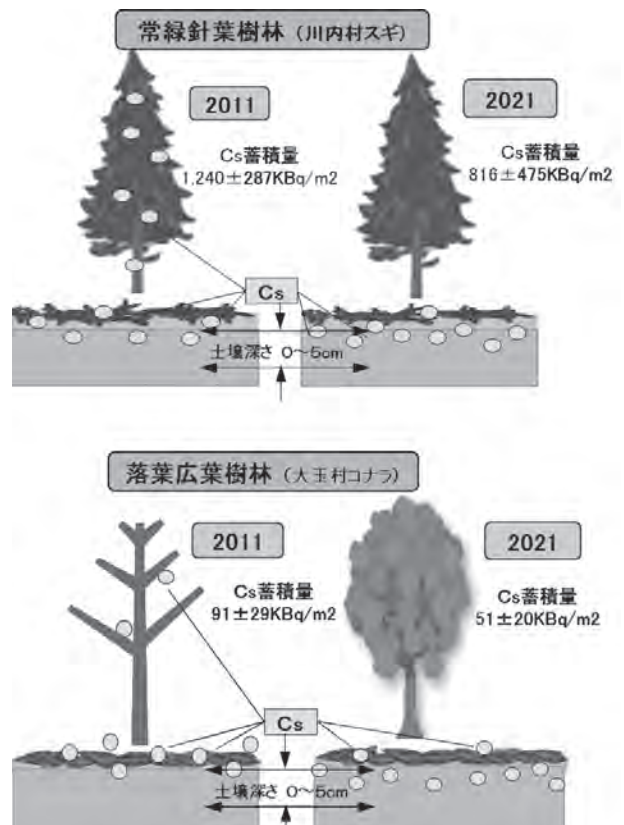 常緑針葉樹林（川内村スギ）
2011
2021
Cs蓄積量
1,240±287KBq/m2
Cs蓄積量
816±475KBq/m2
Cs
土壌深さ 0～5cm
落葉広葉樹林（大玉村コナラ）
2011
2021
Cs蓄積量
91±29KBq/m2
Cs蓄積量
51±20KBq/m2
Cs
土壌深さ 0～5cm